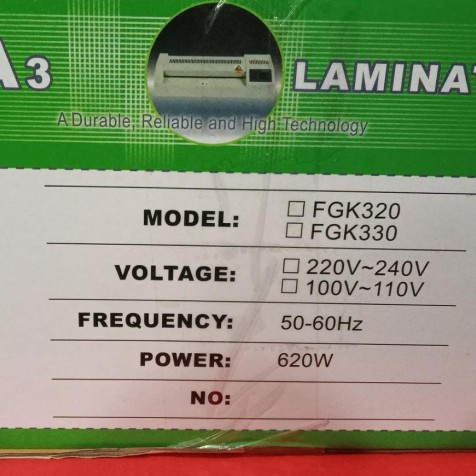 A3 LAMINAT
A Durable, Reliable and High Technology
MODEL: ☐ FGK320
☐ FGK330
VOLTAGE: ☐ 220V~240V
☐ 100V~110V
FREQUENCY: 50-60Hz
POWER: 620W
NO: